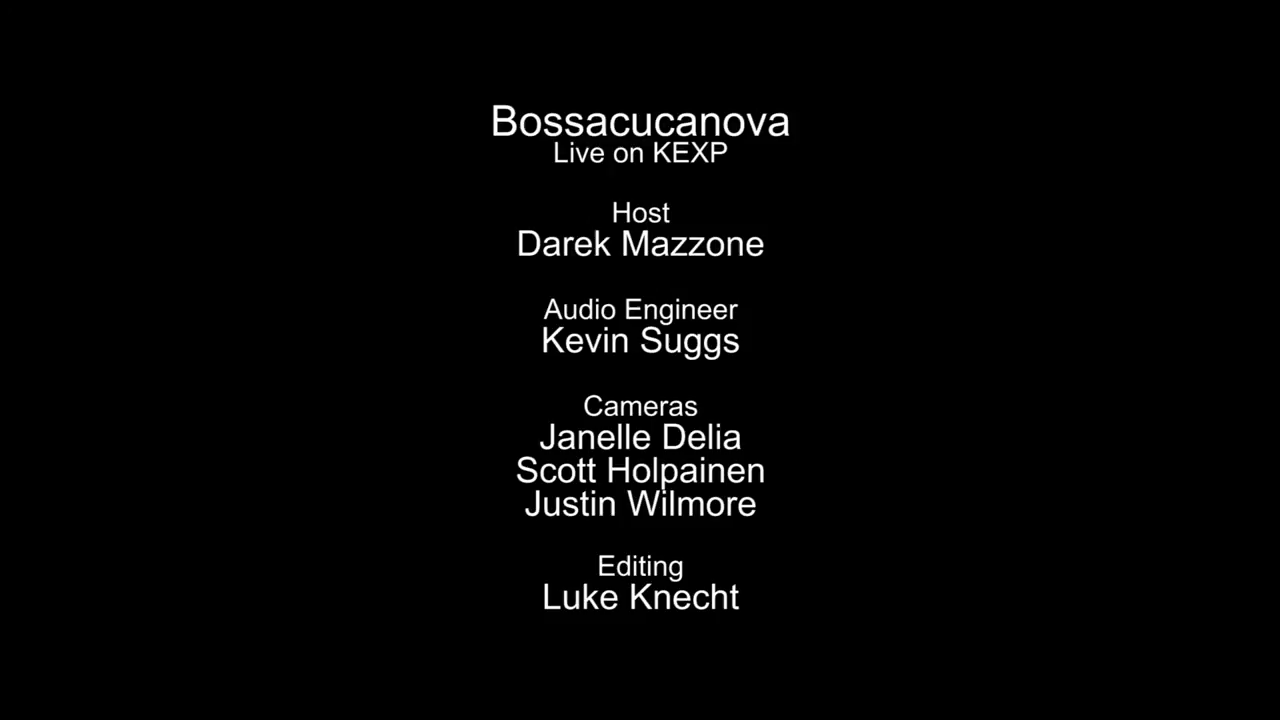 Bossacucanova
Live on KEXP
Host
Darek Mazzone
Audio Engineer
Kevin Suggs
Cameras
Janelle Delia
Scott Holpainen
Justin Wilmore
Editing
Luke Knecht